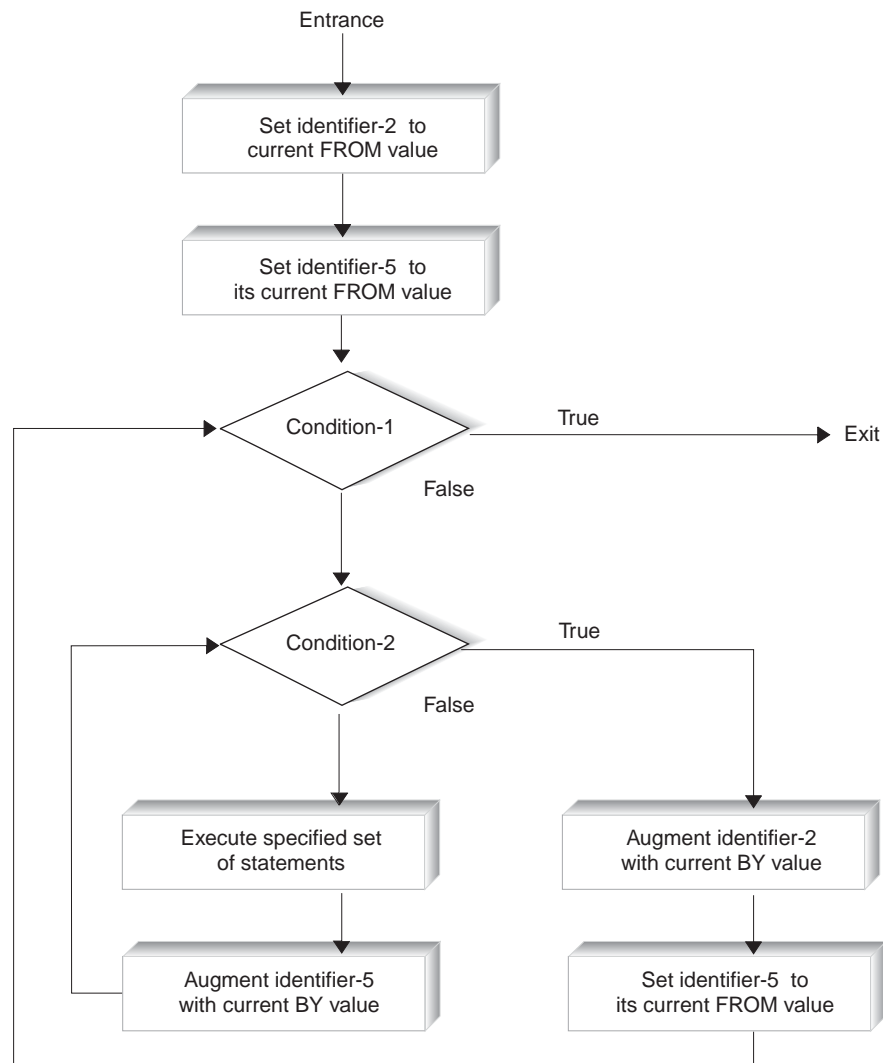 Entrance
Set identifier-2 to
current FROM value
Set identifier-5 to
its current FROM value
Condition-1
True
Exit
False
Condition-2
True
False
Execute specified set
of statements
Augment identifier-2
with current BY value
Augment identifier-5
with current BY value
Set identifier-5 to
its current FROM value